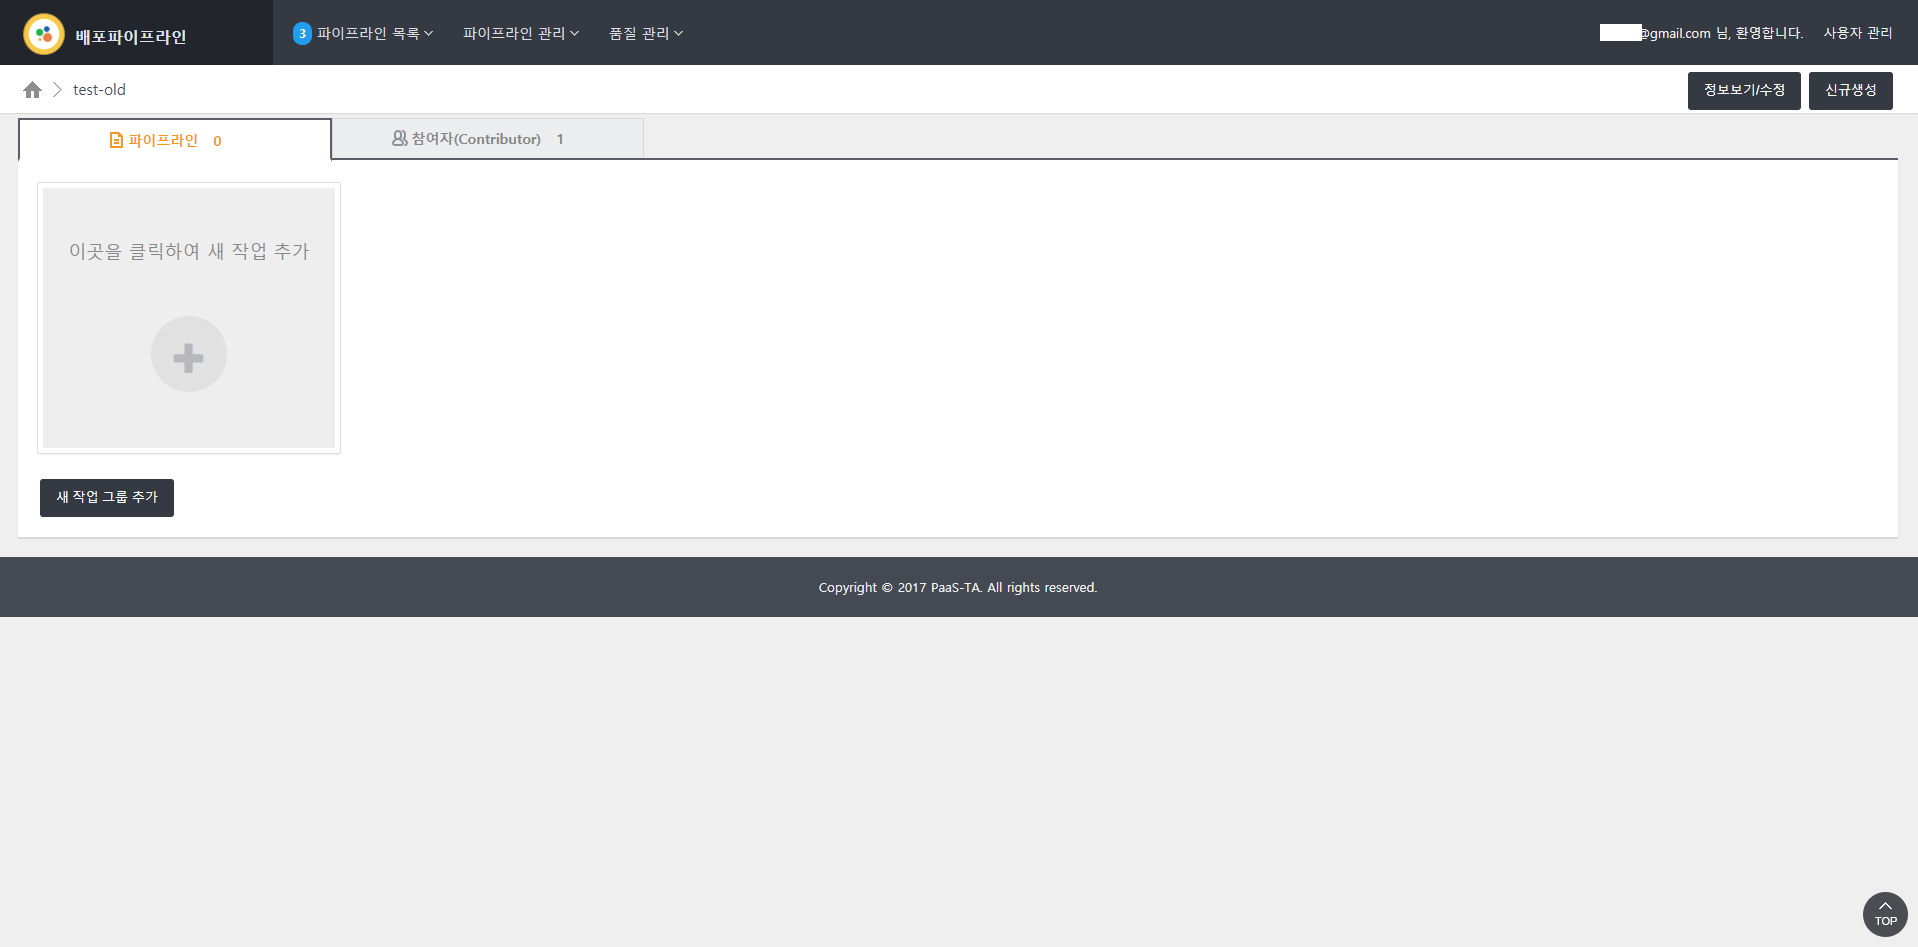 배포파이프라인
3 파이프라인 목록 파이프라인 관리 품질 관리
@gmail.com 님, 환영합니다. 사용자 관리
test-old
정보보기/수정 신규생성
파이프라인 0
참여자(Contributor) 1
이곳을 클릭하여 새 작업 추가
새 작업 그룹 추가
Copyright © 2017 PaaS-TA. All rights reserved.
TOP